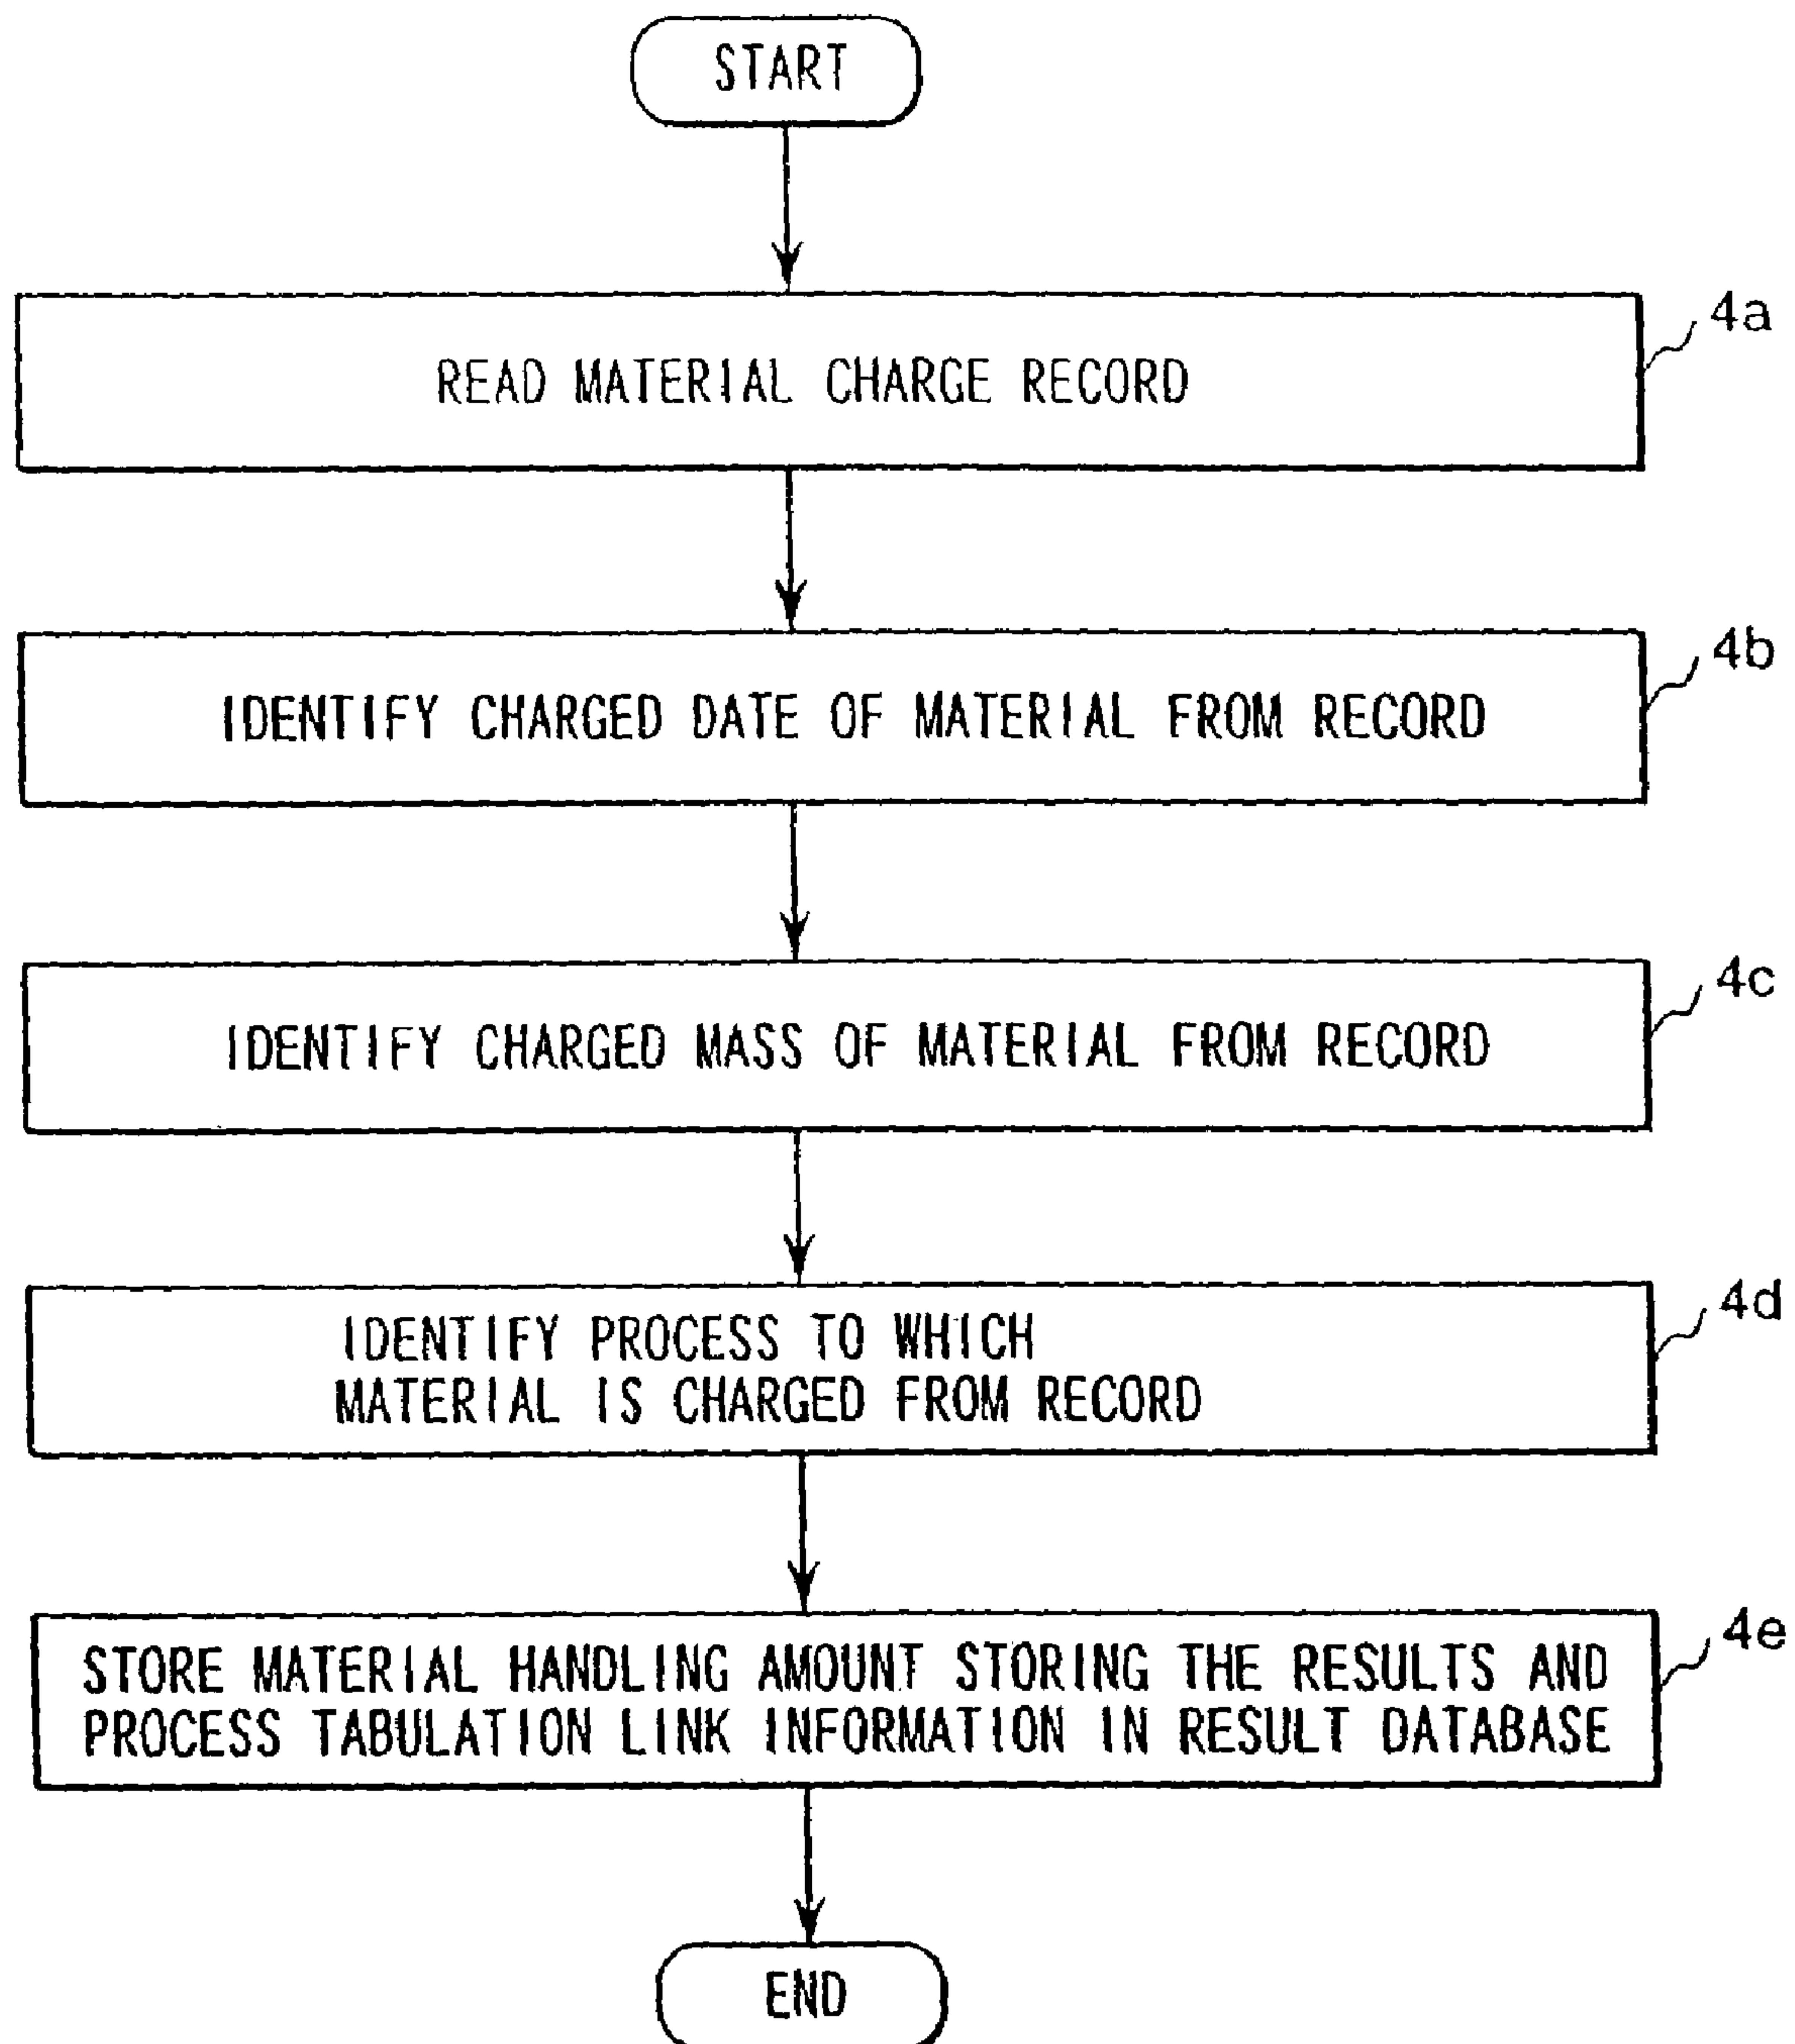 START
4a
READ MATERIAL CHARGE RECORD
4b
IDENTIFY CHARGED DATE OF MATERIAL FROM RECORD
4c
IDENTIFY CHARGED MASS OF MATERIAL FROM RECORD
4d
IDENTIFY PROCESS TO WHICH
MATERIAL IS CHARGED FROM RECORD
4e
STORE MATERIAL HANDLING AMOUNT STORING THE RESULTS AND
PROCESS TABULATION LINK INFORMATION IN RESULT DATABASE
END